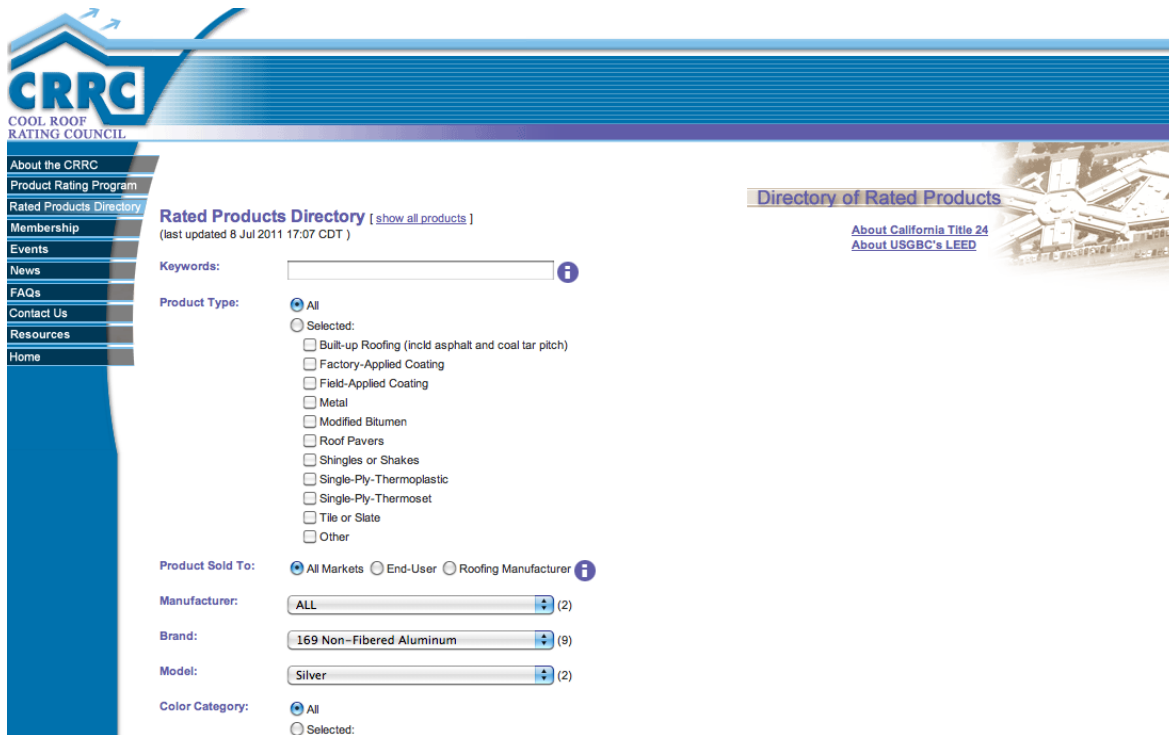 CRRC
COOL ROOF
RATING COUNCIL
About the CRRC
Product Rating Program
Rated Products Directory
Membership
Events
News
FAQs
Contact Us
Resources
Home
Directory of Rated Products
About California Title 24
About USGBC's LEED
Rated Products Directory [ show all products ]
(last updated 8 Jul 2011 17:07 CDT )
Keywords:
Product Type: All
Selected:
Built-up Roofing (incld asphalt and coal tar pitch)
Factory-Applied Coating
Field-Applied Coating
Metal
Modified Bitumen
Roof Pavers
Shingles or Shakes
Single-Ply-Thermoplastic
Single-Ply-Thermoset
Tile or Slate
Other
Product Sold To: All Markets End-User Roofing Manufacturer
Manufacturer: ALL (2)
Brand: 169 Non-Fibered Aluminum (9)
Model: Silver (2)
Color Category: All
Selected: